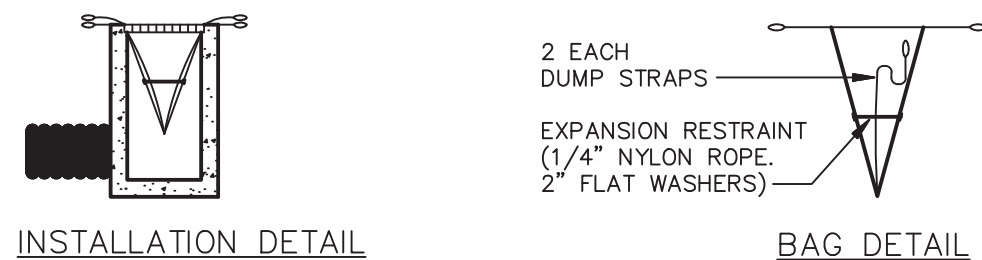 2 EACH
DUMP STRAPS
EXPANSION RESTRAINT
(1/4" NYLON ROPE.
2" FLAT WASHERS)
INSTALLATION DETAIL
BAG DETAIL